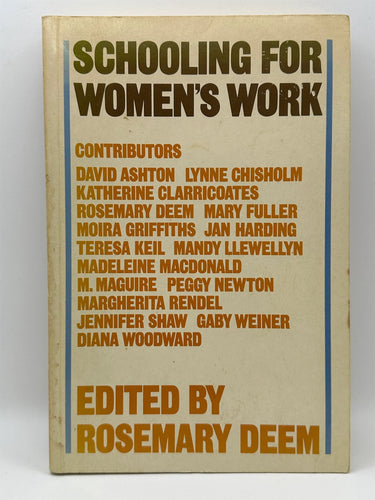 SCHOOLING FOR
WOMEN'S WORK
CONTRIBUTORS
DAVID ASHTON LYNNE CHISHOLM
KATHERINE CLARRICOATES
ROSEMARY DEEM MARY FULLER
MOIRA GRIFFITHS JAN HARDING
TERESA KEIL MANDY LLEWELLYN
MADELEINE MACDONALD
M. MAGUIRE PEGGY NEWTON
MARGHERITA RENDEL
JENNIFER SHAW GABY WEINER
DIANA WOODWARD
EDITED BY
ROSEMARY DEEM